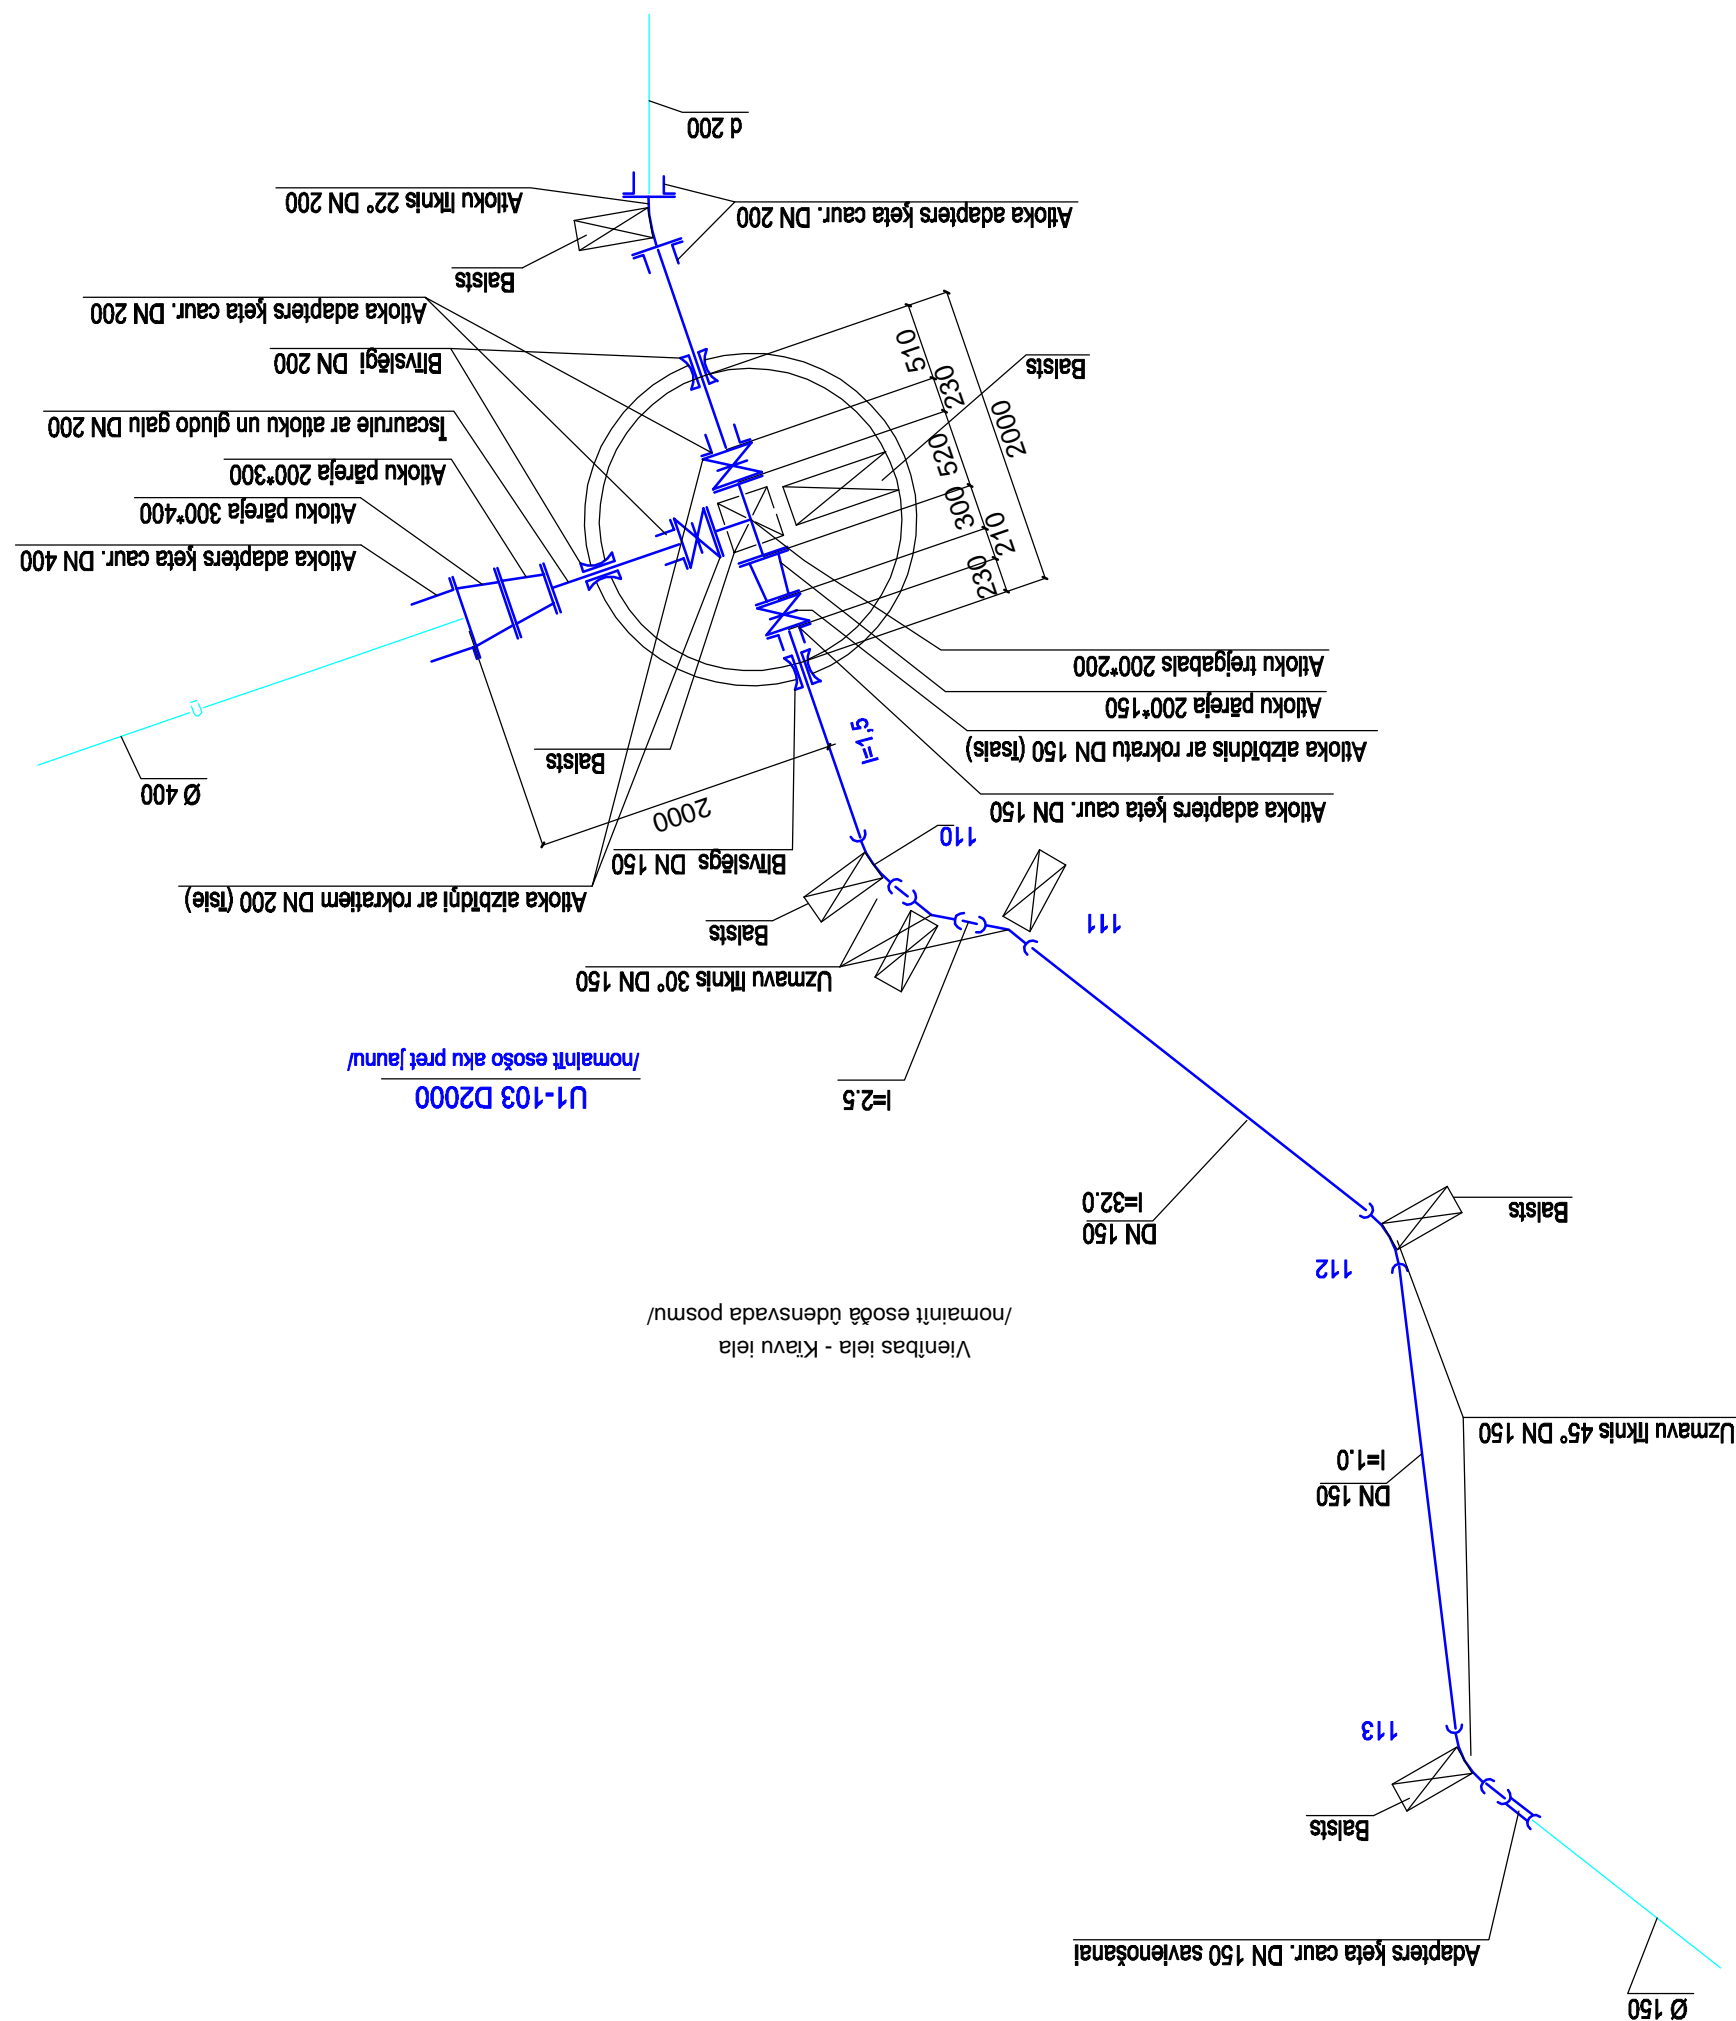 Ø 150
Adapters ķeta caur. DN 150 savienošanai
Balsts
113
DN 150
l=1.0
Uzmavu līknis 45° DN 150
Vienîbas iela - Kïavu iela
/nomainît esoðâ ûdensvada posmu/
112
DN 150
l=32.0
Balsts
U1-103 D2000
/nomainīt esošo aku pret jaunu/
l=2.5
Uzmavu līknis 30° DN 150
Balsts
111
110
Atloka aizbīdņi ar rokratiem DN 200 (īsie)
Blīvslēgs DN 150
2000
Atloka adapters ķeta caur. DN 150
Ø 400
Balsts
l=1,5
Atloka aizbīdnis ar rokratu DN 150 (īsais)
Atloku pāreja 200*150
Atloku trejgabals 200*200
Ū
230
210
300
520
230
510
2000
Atloka adapters ķeta caur. DN 400
Atloku pāreja 300*400
Atloku pāreja 200*300
Īscaurule ar atloku un gludo galu DN 200
Blīvslēgi DN 200
Balsts
Atloka adapters ķeta caur. DN 200
Balsts
Atloka adapters ķeta caur. DN 200
Atloku līknis 22° DN 200
d 200